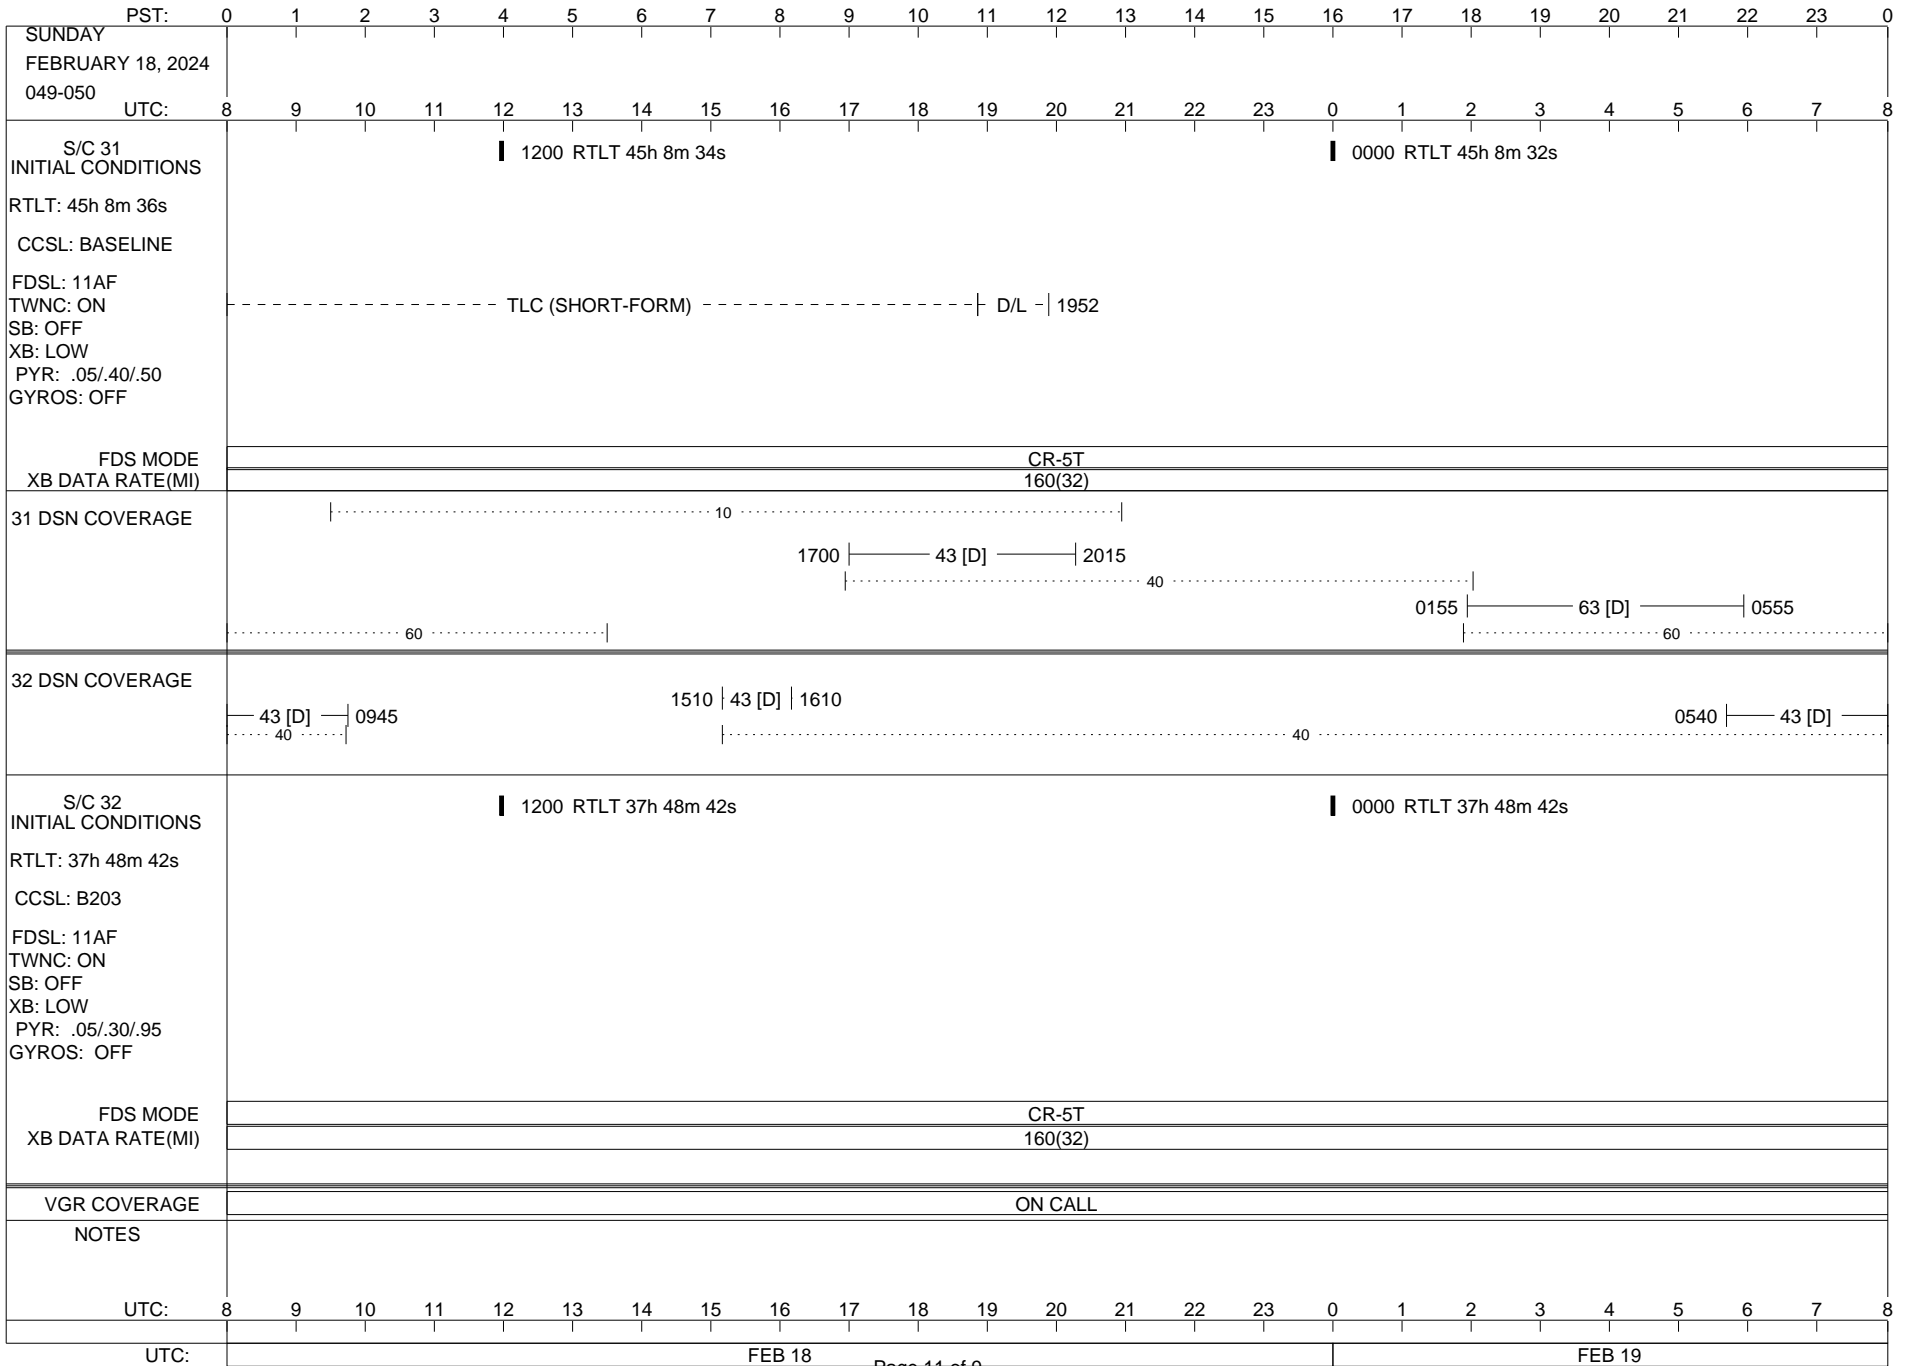 PST: 0 1 2 3 4 5 6 7 8 9 10 11 12 13 14 15 16 17 18 19 20 21 22 23 0
SUNDAY
FEBRUARY 18, 2024
049-050
UTC: 8 9 10 11 12 13 14 15 16 17 18 19 20 21 22 23 0 1 2 3 4 5 6 7 8
S/C 31
INITIAL CONDITIONS
1200 RTLT 45h 8m 34s
0000 RTLT 45h 8m 32s
RTLT: 45h 8m 36s
CCSL: BASELINE
FDSL: 11AF
TWNC: ON
TLC (SHORT-FORM) D/L 1952
SB: OFF
XB: LOW
PYR: .05/.40/.50
GYROS: OFF
FDS MODE CR-5T
XB DATA RATE(MI) 160(32)
31 DSN COVERAGE
10
1700 43 [D] 2015
40
0155 63 [D] 0555
60 60
32 DSN COVERAGE
1510 43 [D] 1610
43 [D] 0945 0540 43 [D]
40 40
S/C 32
INITIAL CONDITIONS
1200 RTLT 37h 48m 42s
0000 RTLT 37h 48m 42s
RTLT: 37h 48m 42s
CCSL: B203
FDSL: 11AF
TWNC: ON
SB: OFF
XB: LOW
PYR: .05/.30/.95
GYROS: OFF
FDS MODE CR-5T
XB DATA RATE(MI) 160(32)
VGR COVERAGE ON CALL
NOTES
UTC: 8 9 10 11 12 13 14 15 16 17 18 19 20 21 22 23 0 1 2 3 4 5 6 7 8
UTC: FEB 18 FEB 19
Page 11 of 9